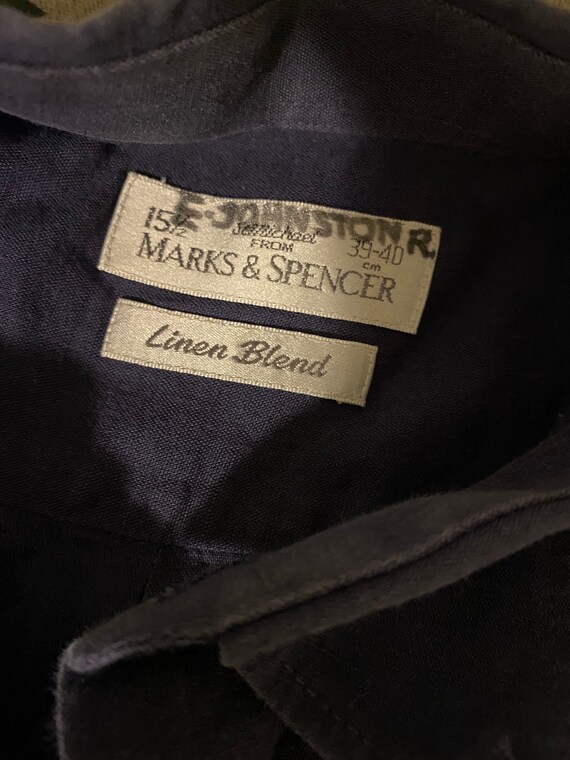 E-JOHNSTON R.
15½ St Michael 39-40
FROM cm
MARKS & SPENCER
Linen Blend